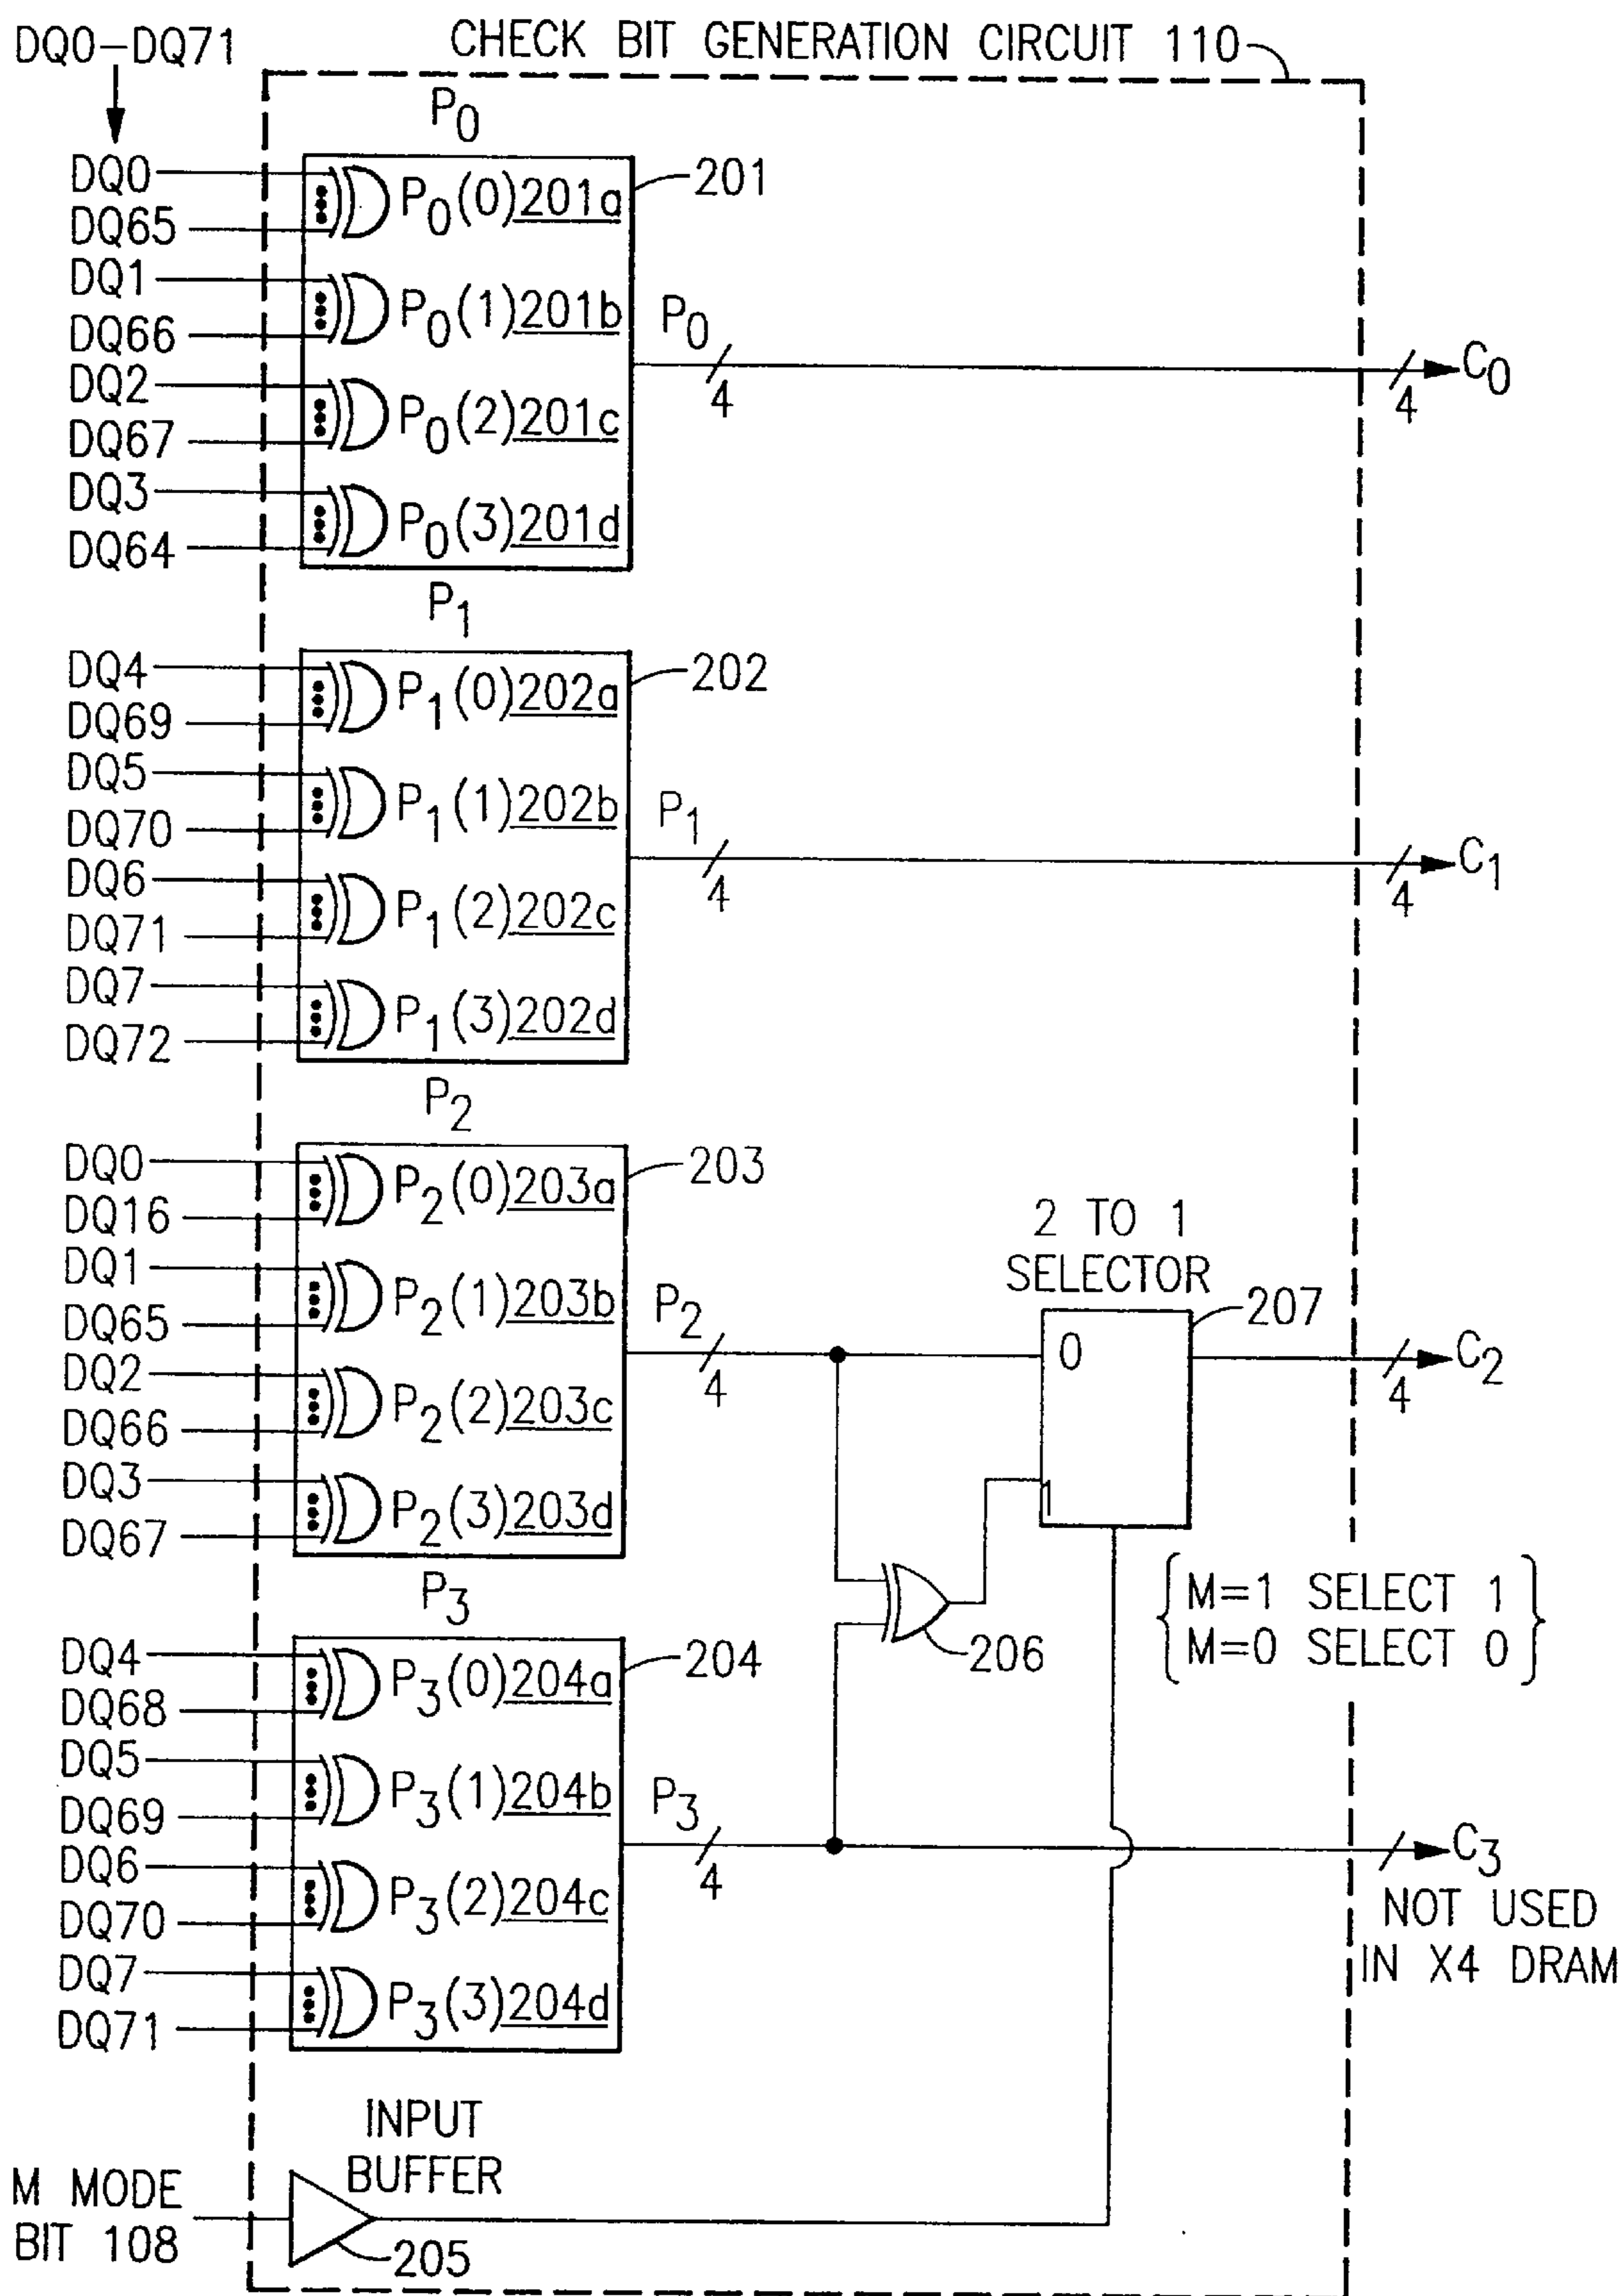 CHECK BIT GENERATION CIRCUIT 110
DQ0-DQ71
P0
DQ0
DQ65
P0(0)201a
201
DQ1
DQ66
P0(1)201b
P0
4
4
C0
DQ2
DQ67
P0(2)201c
DQ3
DQ64
P0(3)201d
P1
DQ4
DQ69
P1(0)202a
202
DQ5
DQ70
P1(1)202b
P1
4
4
C1
DQ6
DQ71
P1(2)202c
DQ7
DQ72
P1(3)202d
P2
DQ0
DQ16
P2(0)203a
203
DQ1
DQ65
P2(1)203b
P2
4
2 TO 1
SELECTOR
207
0
1
4
C2
DQ2
DQ66
P2(2)203c
DQ3
DQ67
P2(3)203d
206
M=1 SELECT 1
M=0 SELECT 0
P3
DQ4
DQ68
P3(0)204a
204
DQ5
DQ69
P3(1)204b
P3
4
C3
NOT USED
IN X4 DRAM
DQ6
DQ70
P3(2)204c
DQ7
DQ71
P3(3)204d
INPUT
BUFFER
M MODE
BIT 108
205